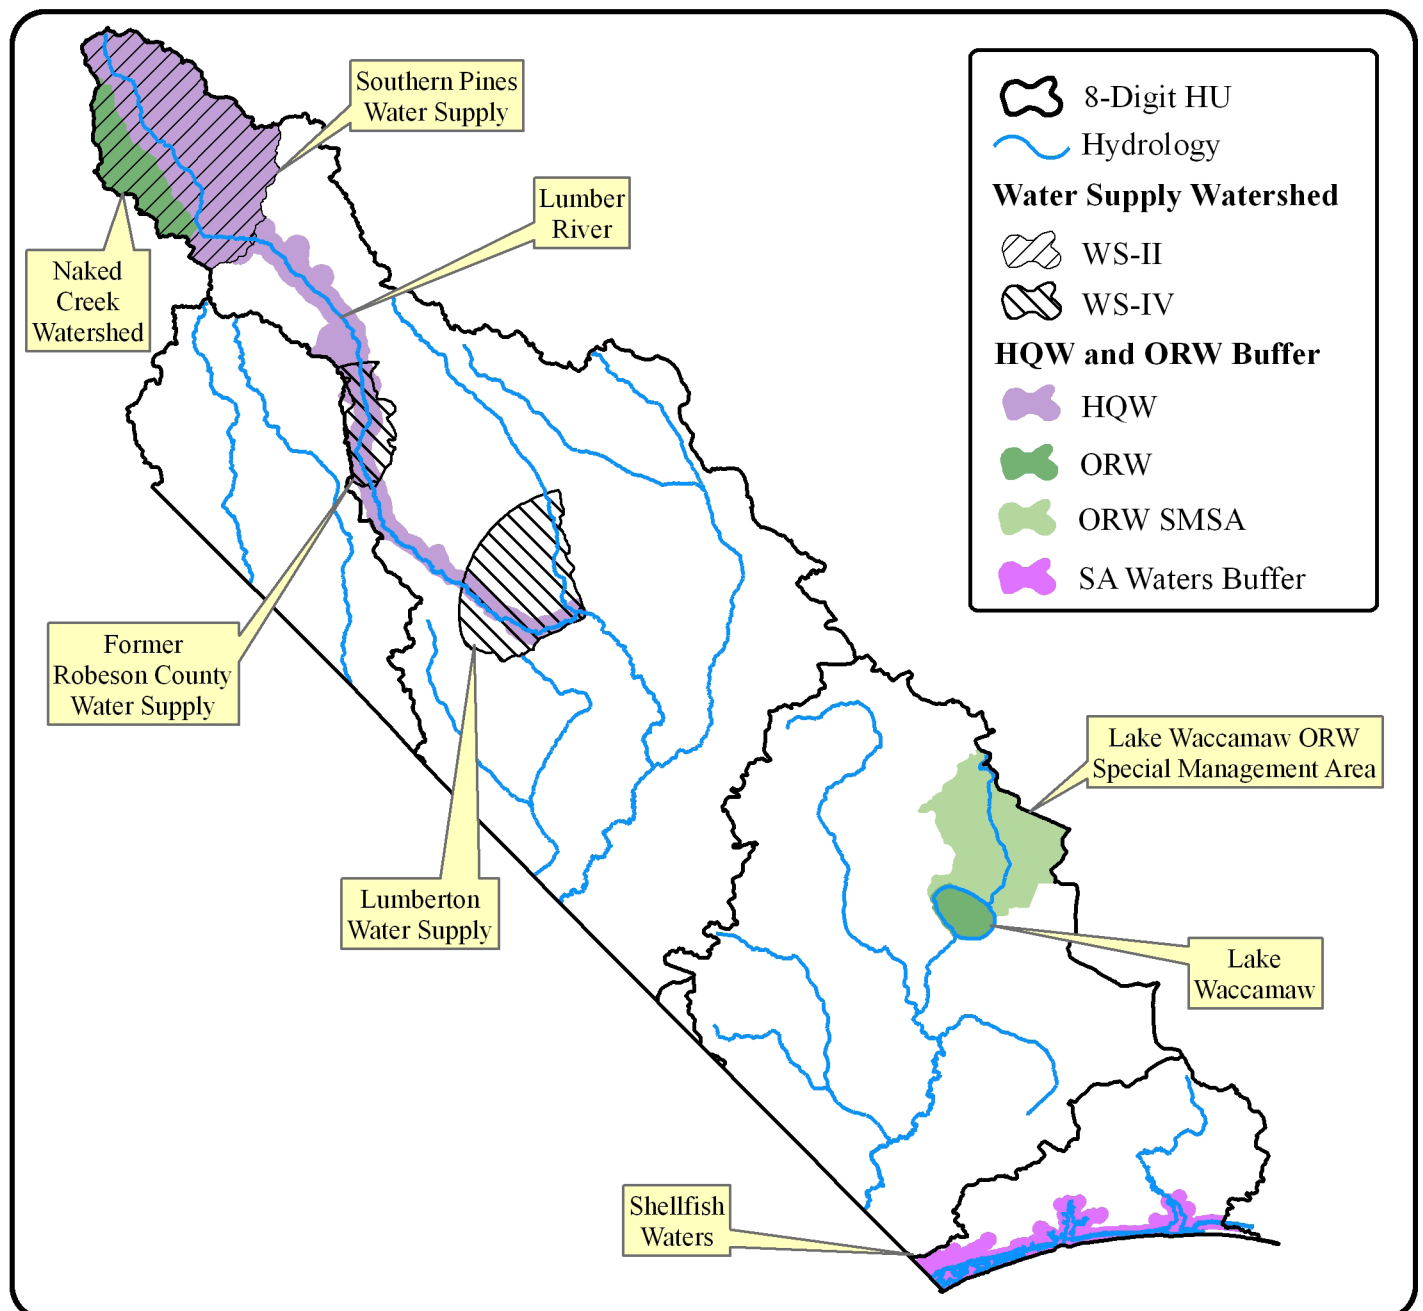 Southern Pines
Water Supply
Lumber
River
Naked
Creek
Watershed
Former
Robeson County
Water Supply
Lumberton
Water Supply
Shellfish
Waters
Lake Waccamaw ORW
Special Management Area
Lake
Waccamaw
8-Digit HU
Hydrology
Water Supply Watershed
WS-II
WS-IV
HQW and ORW Buffer
HQW
ORW
ORW SMSA
SA Waters Buffer